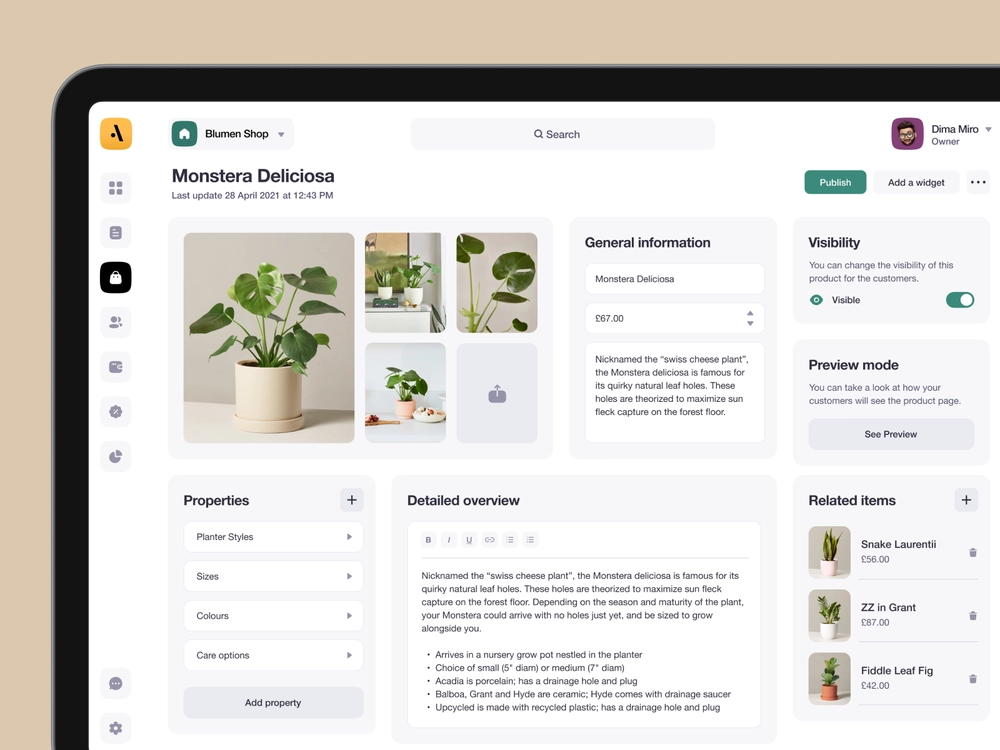 Blumen Shop
Search
Dima Miro
Owner
Monstera Deliciosa
Last update 28 April 2021 at 12:43 PM
Publish
Add a widget
General information
Monstera Deliciosa
£67.00
Nicknamed the “swiss cheese plant”,
the Monstera deliciosa is famous for
its quirky natural leaf holes. These
holes are theorized to maximize sun
fleck capture on the forest floor.
Visibility
You can change the visibility of this
product for the customers.
Visible
Preview mode
You can take a look at how your
customers will see the product page.
See Preview
Properties
Planter Styles
Sizes
Colours
Care options
Add property
Detailed overview
B I U
Nicknamed the “swiss cheese plant”, the Monstera deliciosa is famous for its
quirky natural leaf holes. These holes are theorized to maximize sun fleck
capture on the forest floor. Depending on the season and maturity of the plant,
your Monstera could arrive with no holes just yet, and be sized to grow
alongside you.
• Arrives in a nursery grow pot nestled in the planter
• Choice of small (5" diam) or medium (7" diam)
• Acadia is porcelain; has a drainage hole and plug
• Balboa, Grant and Hyde are ceramic; Hyde comes with drainage saucer
• Upcycled is made with recycled plastic; has a drainage hole and plug
Related items
Snake Laurentii
£56.00
ZZ in Grant
£87.00
Fiddle Leaf Fig
£42.00